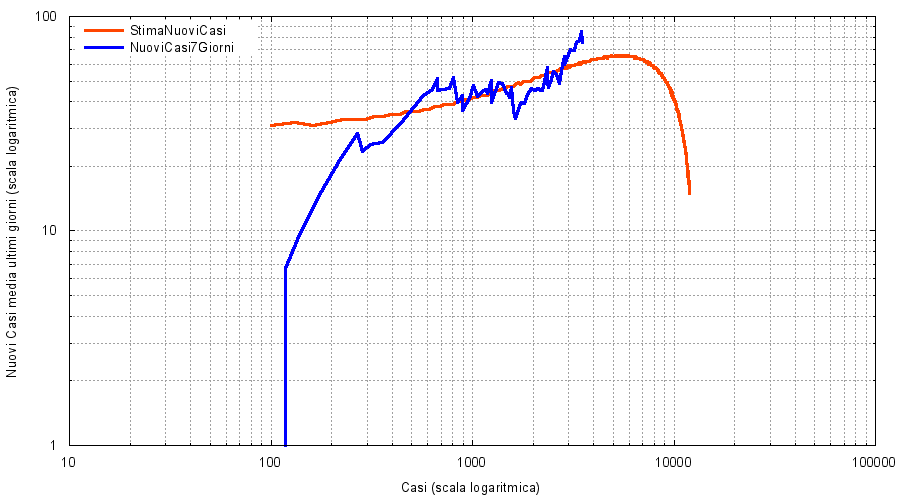 100
StimaNuoviCasi
NuoviCasi7Giorni
10
1
Nuovi Casi media ultimi giorni (scala logaritmica)
10 100 1000 10000 100000
Casi (scala logaritmica)